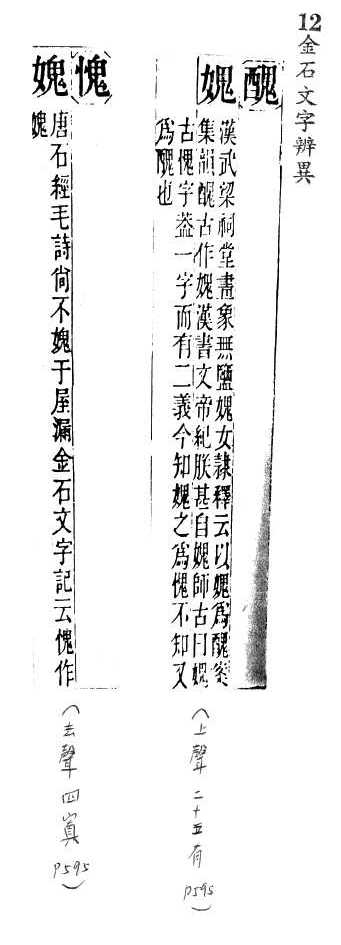 12金石文字辨異
醜
媿
漢武梁祠堂畫象無鹽媿女隸釋云以媿爲醜案
集韻醜古作媿漢書文帝紀朕甚自媿師古曰媿
古愧字葢一字而有二義今知媿之爲愧不知又
爲醜也
(上聲二十五有 P595)
愧
媿
唐石經毛詩尙不媿于屋漏金石文字記云愧作
媿
(去聲四寘 P595)